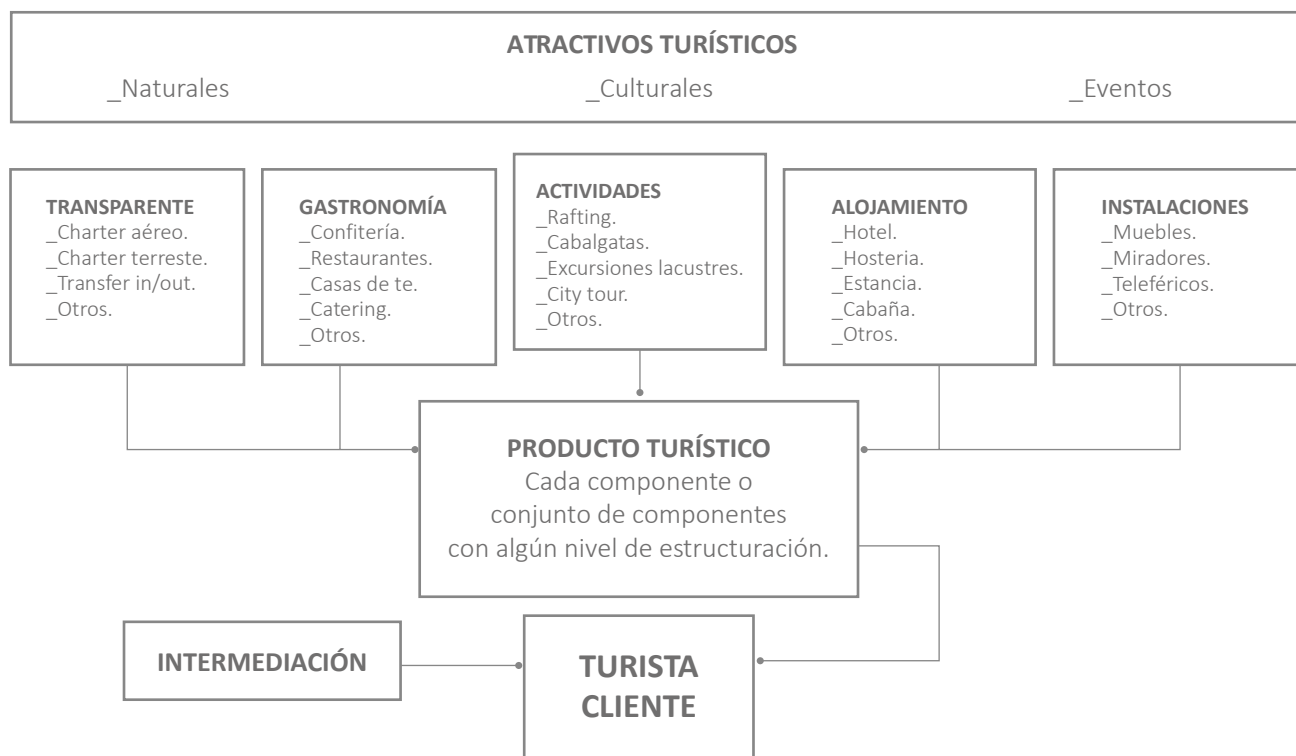 ATRACTIVOS TURÍSTICOS
_Naturales
_Culturales
_Eventos
TRANSPARENTE
_Charter aéreo.
_Charter terreste.
_Transfer in/out.
_Otros.
GASTRONOMÍA
_Confitería.
_Restaurantes.
_Casas de te.
_Catering.
_Otros.
ACTIVIDADES
_Rafting.
_Cabalgatas.
_Excursiones lacustres.
_City tour.
_Otros.
ALOJAMIENTO
_Hotel.
_Hosteria.
_Estancia.
_Cabaña.
_Otros.
INSTALACIONES
_Muebles.
_Miradores.
_Teleféricos.
_Otros.
PRODUCTO TURÍSTICO
Cada componente o
conjunto de componentes
con algún nivel de estructuración.
INTERMEDIACIÓN
TURISTA
CLIENTE